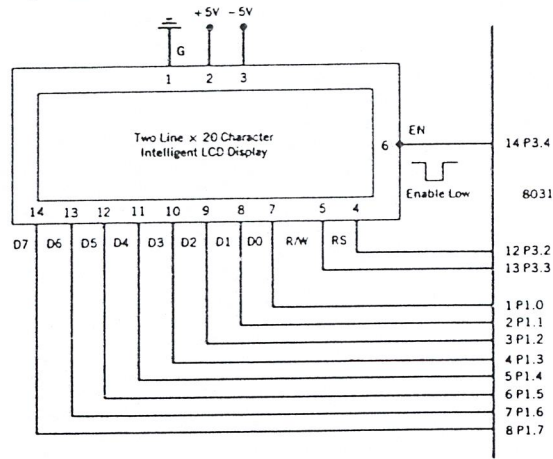 +5V -5V
G
1 2 3
Two Line x 20 Character
Intelligent LCD Display
6
EN
14 P3.4
Enable Low
8031
14 13 12 11 10 9 8 7 5 4
D7 D6 D5 D4 D3 D2 D1 D0 R/W RS
12 P3.2
13 P3.3
1 P1.0
2 P1.1
3 P1.2
4 P1.3
5 P1.4
6 P1.5
7 P1.6
8 P1.7